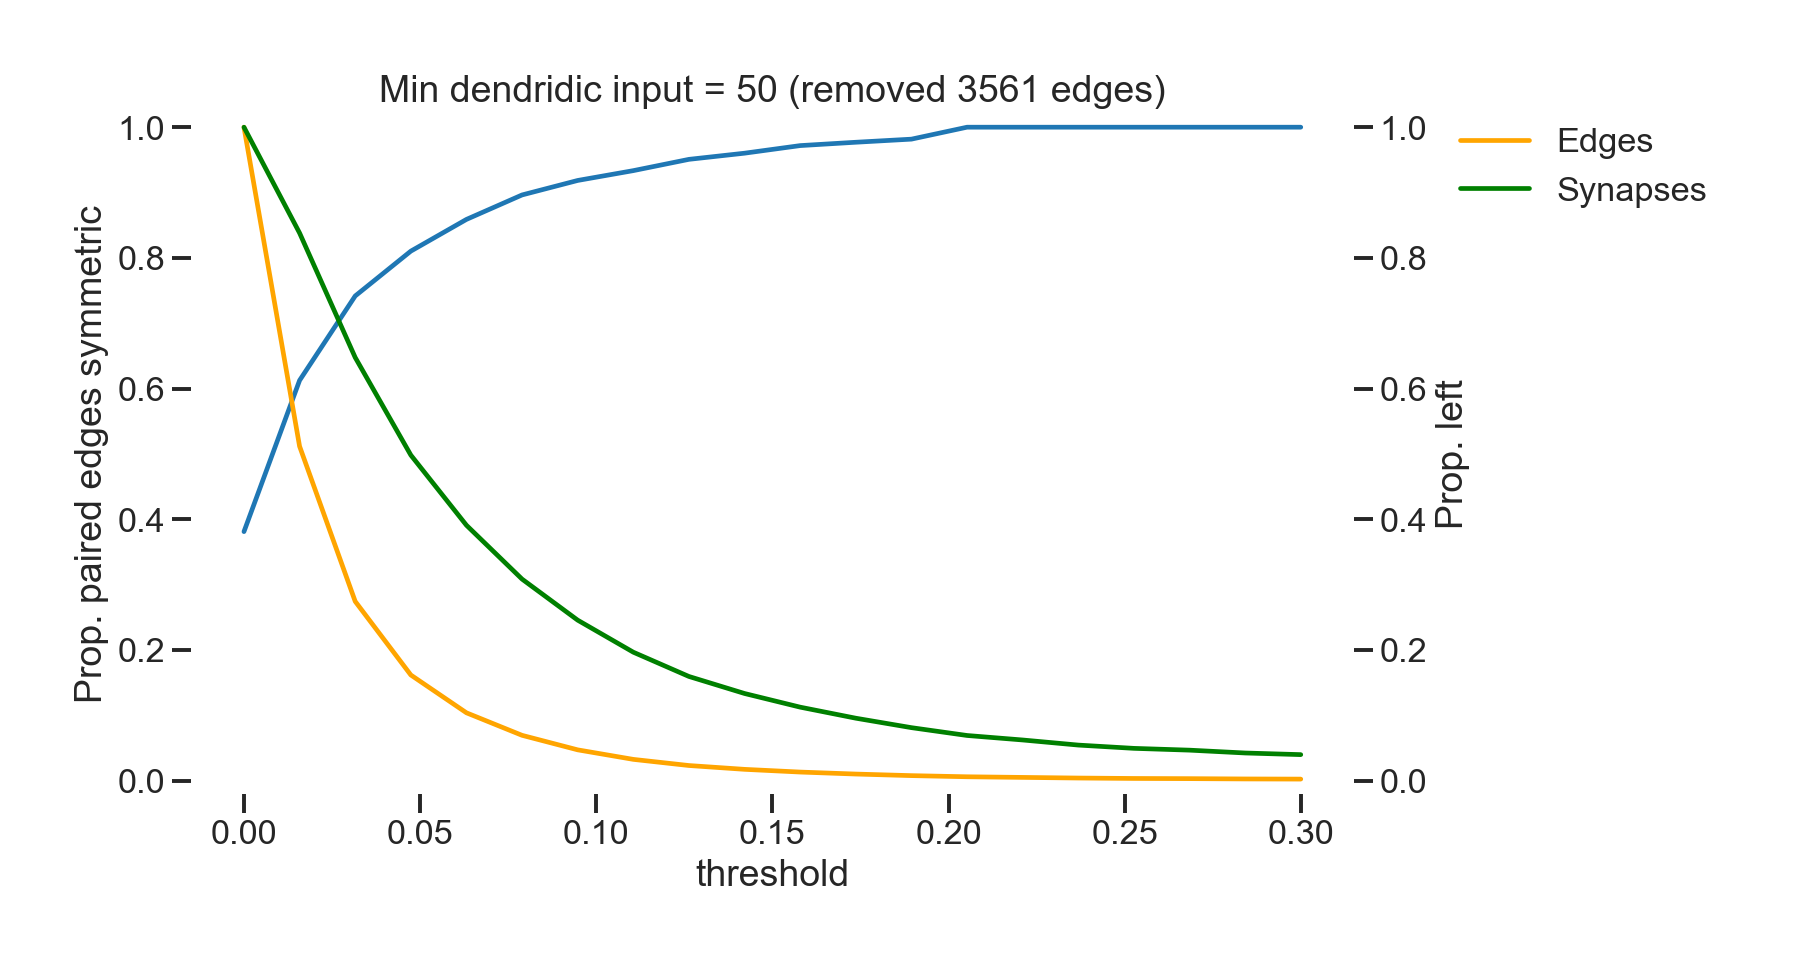 Min dendridic input = 50 (removed 3561 edges)
Prop. paired edges symmetric
1.0
0.8
0.6
0.4
0.2
0.0
0.00 0.05 0.10 0.15 0.20 0.25 0.30
threshold
1.0
0.8
0.6
0.4
0.2
0.0
Prop. left
Edges
Synapses